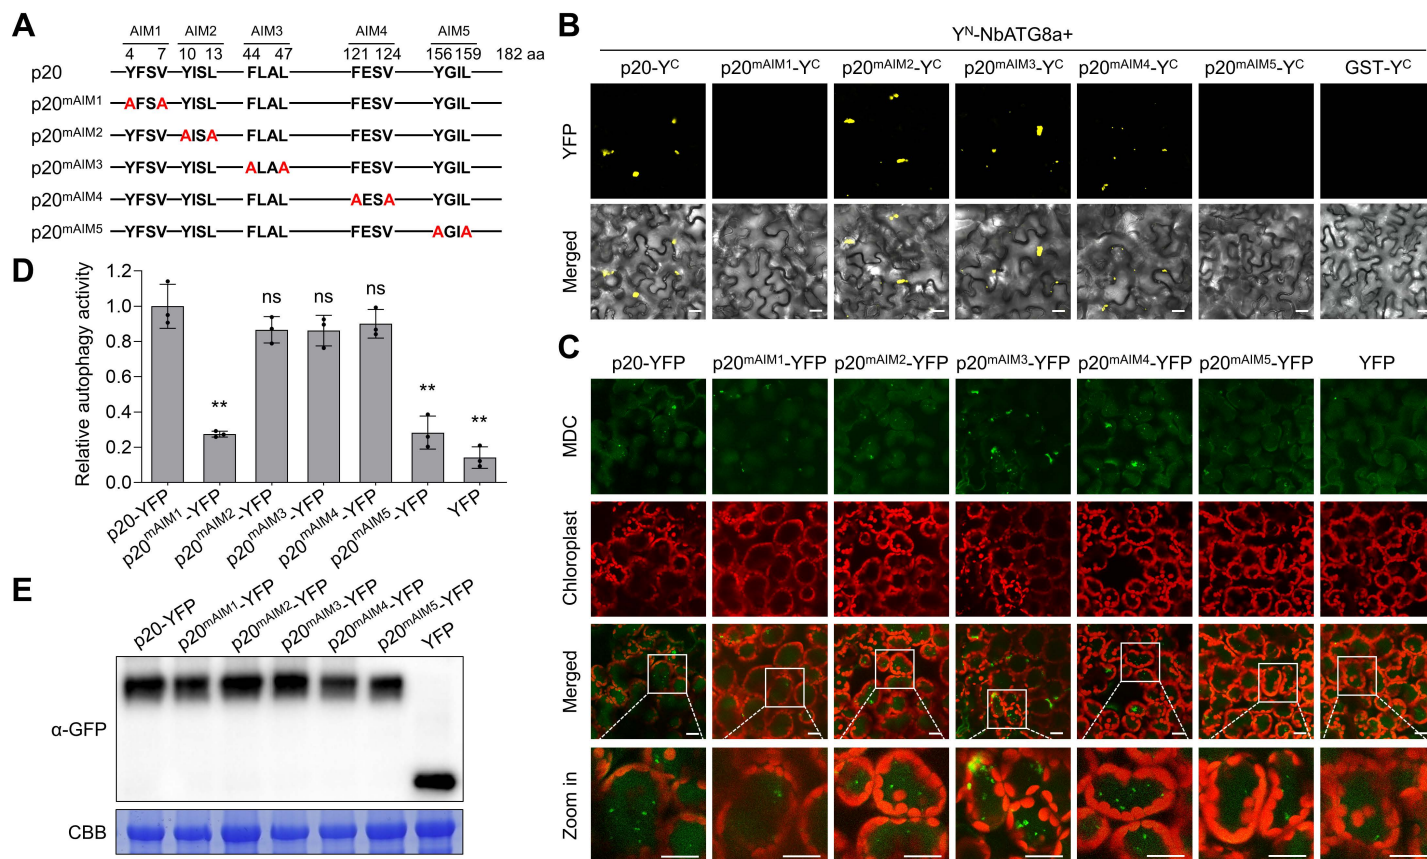 A
AIM1 AIM2 AIM3 AIM4 AIM5
4 7 10 13 44 47 121 124 156 159 182 aa
p20 YFSV YISL FLAL FESV YGIL
p20mAIM1 AFSA YISL FLAL FESV YGIL
p20mAIM2 YFSV AISA FLAL FESV YGIL
p20mAIM3 YFSV YISL ALAA FESV YGIL
p20mAIM4 YFSV YISL FLAL AESA YGIL
p20mAIM5 YFSV YISL FLAL FESV AGIA
B
YN-NbATG8a+
p20-YC p20mAIM1-YC p20mAIM2-YC p20mAIM3-YC p20mAIM4-YC p20mAIM5-YC GST-YC
YFP
Merged
C
p20-YFP p20mAIM1-YFP p20mAIM2-YFP p20mAIM3-YFP p20mAIM4-YFP p20mAIM5-YFP YFP
MDC
Chloroplast
Merged
Zoom in
D
Relative autophagy activity
1.2
1.0
0.8
0.6
0.4
0.2
0.0
** ns ns ns ** **
p20-YFP
p20mAIM1-YFP
p20mAIM2-YFP
p20mAIM3-YFP
p20mAIM4-YFP
p20mAIM5-YFP
YFP
E
p20-YFP
p20mAIM1-YFP
p20mAIM2-YFP
p20mAIM3-YFP
p20mAIM4-YFP
p20mAIM5-YFP
YFP
α-GFP
CBB